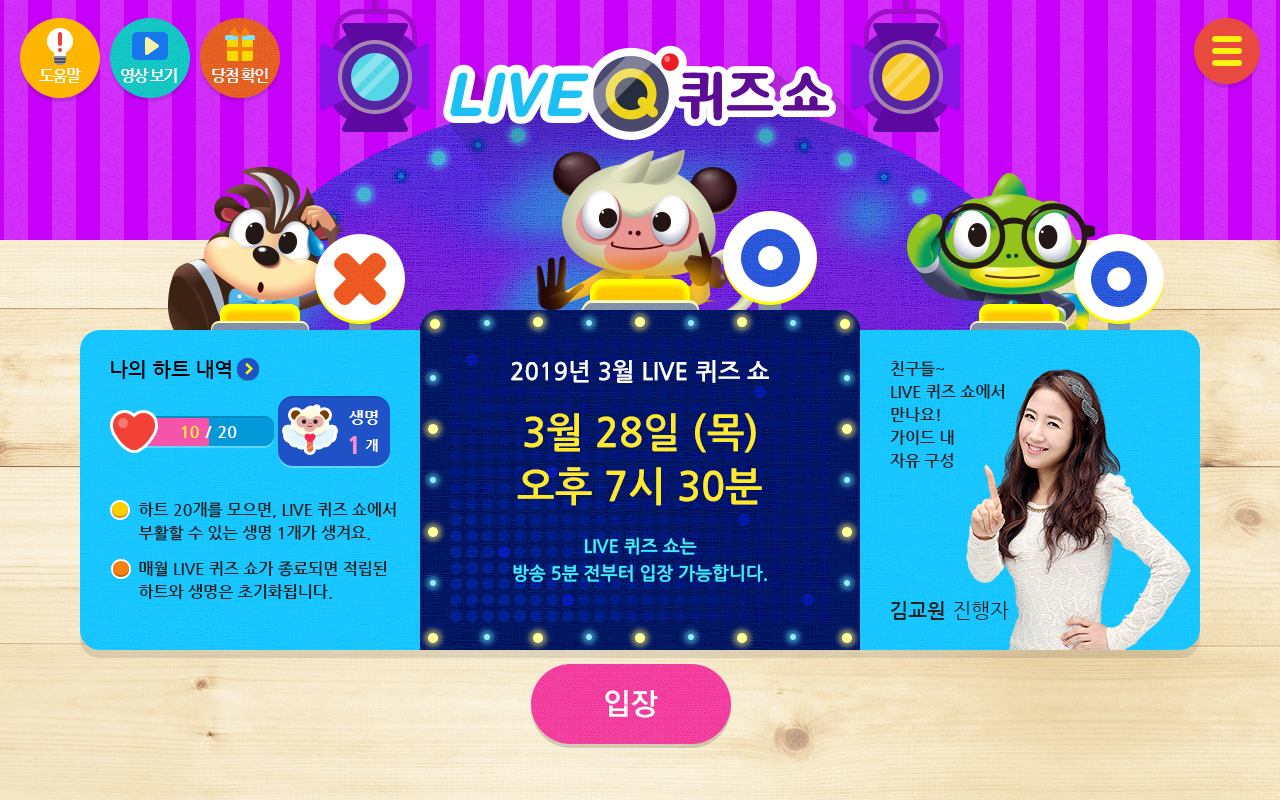 도움말
영상 보기
당첨 확인
LIVE Q 퀴즈 쇼
나의 하트 내역
10 / 20
생명
1 개
하트 20개를 모으면, LIVE 퀴즈 쇼에서
부활할 수 있는 생명 1개가 생겨요.
매월 LIVE 퀴즈 쇼가 종료되면 적립된
하트와 생명은 초기화됩니다.
2019년 3월 LIVE 퀴즈 쇼
3월 28일 (목)
오후 7시 30분
LIVE 퀴즈 쇼는
방송 5분 전부터 입장 가능합니다.
친구들~
LIVE 퀴즈 쇼에서
만나요!
가이드 내
자유 구성
김교원 진행자
입장